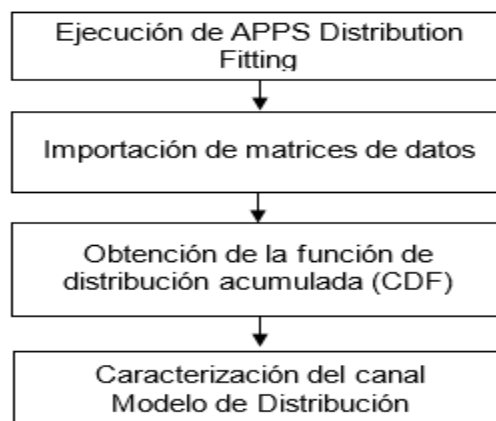 Ejecución de APPS Distribution
Fitting
Importación de matrices de datos
Obtención de la función de
distribución acumulada (CDF)
Caracterización del canal
Modelo de Distribución